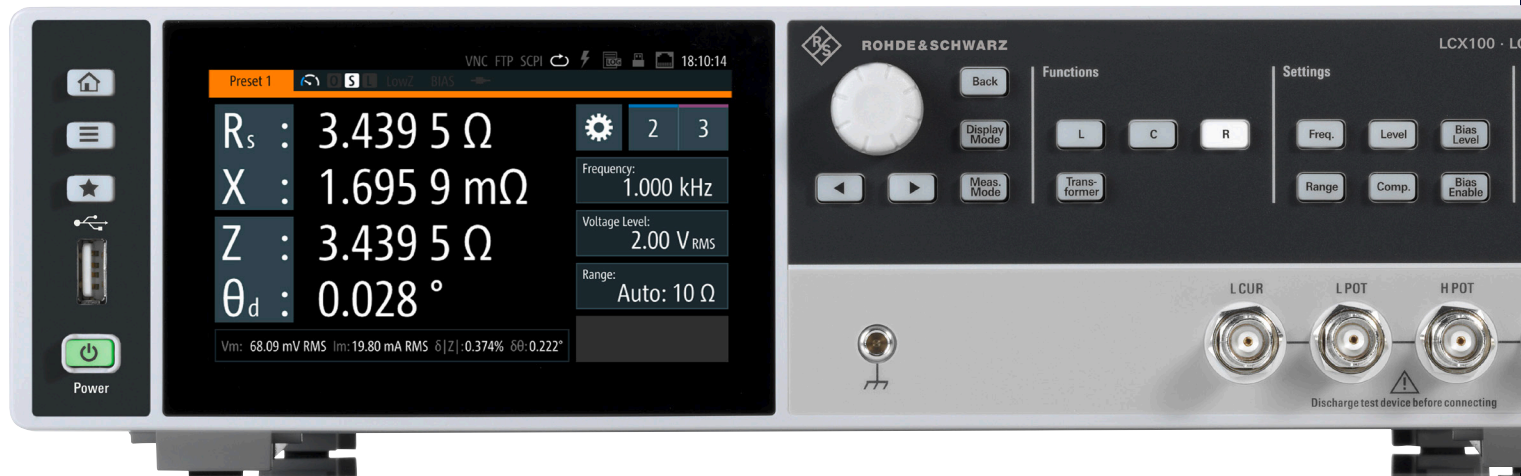 VNC FTP SCPI LOG 18:10:14
Preset 1 O S L LowZ BIAS
Rs : 3.439 5 Ω
X : 1.695 9 mΩ
Z : 3.439 5 Ω
θd : 0.028 °
Vm: 68.09 mV RMS Im: 19.80 mA RMS δ|Z|:0.374% δθ:0.222°
2 3
Frequency:
1.000 kHz
Voltage Level:
2.00 V RMS
Range:
Auto: 10 Ω
Power
R S
ROHDE&SCHWARZ
LCX100 · LC
Back
Display
Mode
Meas.
Mode
Functions
L C R
Trans-
former
Settings
Freq. Level Bias
Level
Range Comp. Bias
Enable
L CUR L POT H POT
Discharge test device before connecting